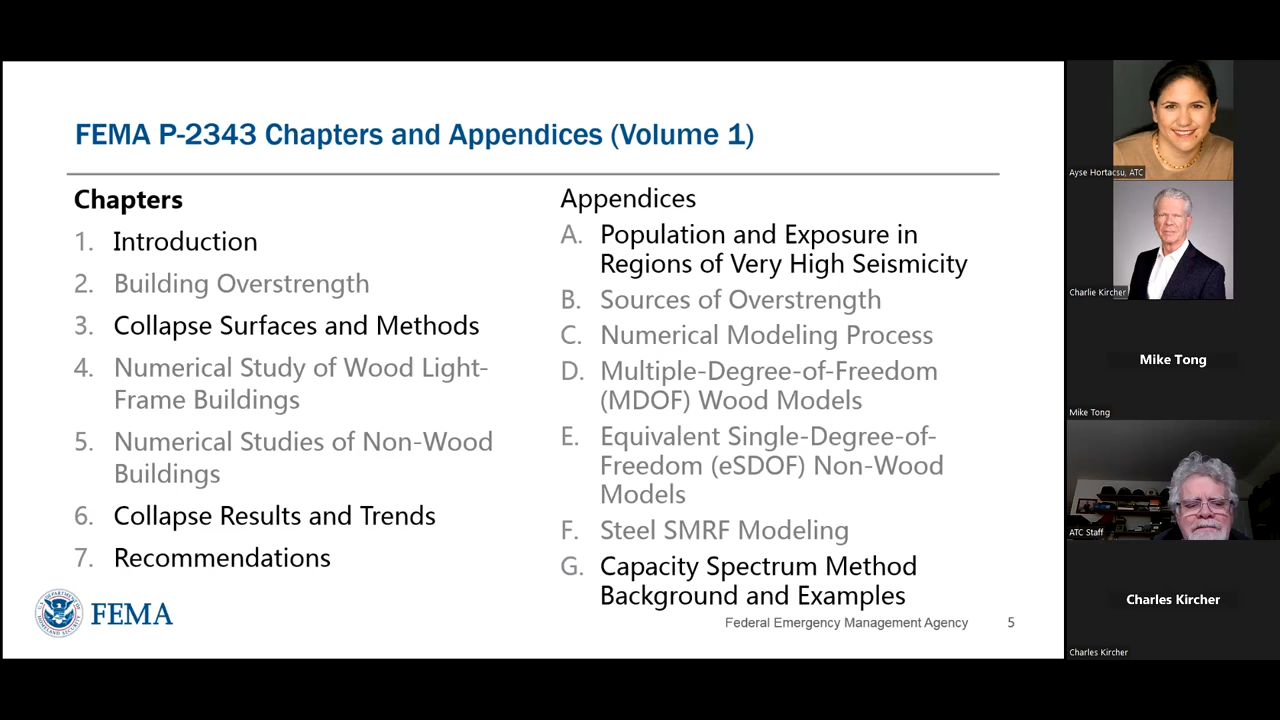 FEMA P-2343 Chapters and Appendices (Volume 1)
Chapters
1. Introduction
2. Building Overstrength
3. Collapse Surfaces and Methods
4. Numerical Study of Wood Light-
Frame Buildings
5. Numerical Studies of Non-Wood
Buildings
6. Collapse Results and Trends
7. Recommendations
Appendices
A. Population and Exposure in
Regions of Very High Seismicity
B. Sources of Overstrength
C. Numerical Modeling Process
D. Multiple-Degree-of-Freedom
(MDOF) Wood Models
E. Equivalent Single-Degree-of-
Freedom (eSDOF) Non-Wood
Models
F. Steel SMRF Modeling
G. Capacity Spectrum Method
Background and Examples
FEMA
Federal Emergency Management Agency 5
Ayse Hortacsu, ATC
Charlie Kircher
Mike Tong
Mike Tong
ATC Staff
Charles Kircher
Charles Kircher